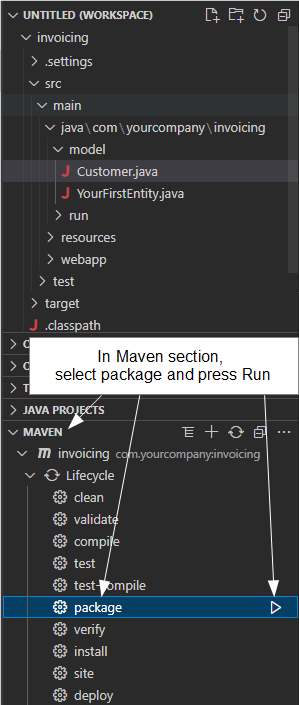 UNTITLED (WORKSPACE)
invoicing
.settings
src
main
java\com\yourcompany\invoicing
model
Customer.java
YourFirstEntity.java
run
resources
webapp
test
target
.classpath
O
In Maven section,
select package and press Run
O
T
JAVA PROJECTS
MAVEN
invoicing com.yourcompany:invoicing
Lifecycle
clean
validate
compile
test
test-compile
package
verify
install
site
deploy